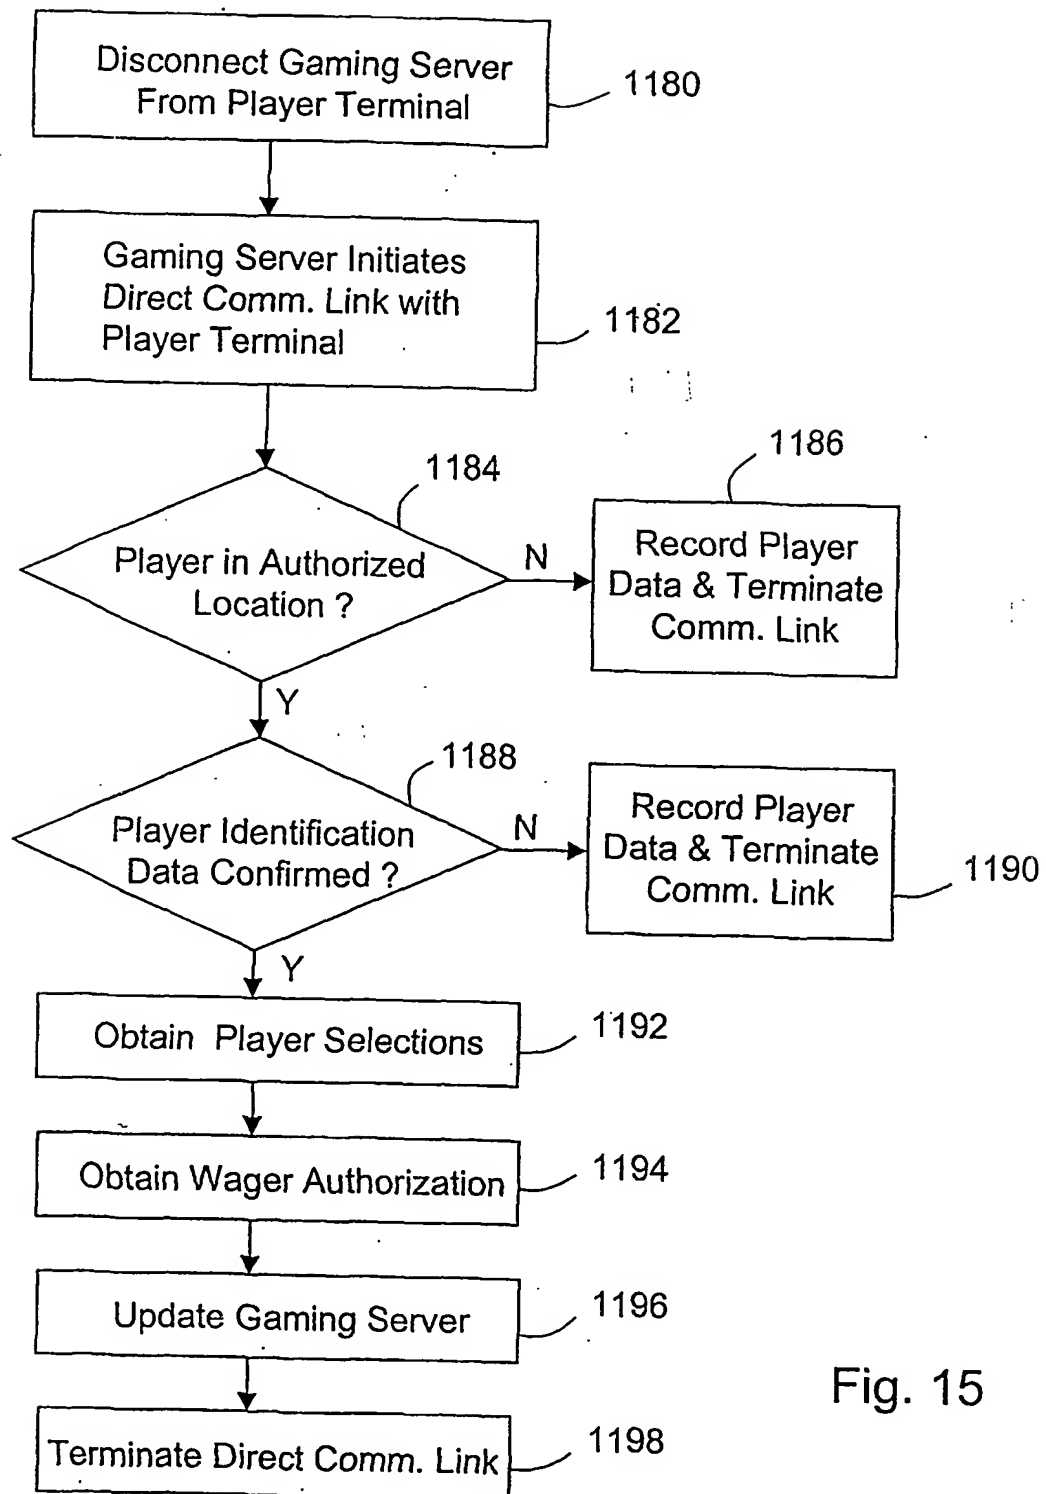 Disconnect Gaming Server
From Player Terminal
1180
Gaming Server Initiates
Direct Comm. Link with
Player Terminal
1182
1184
Player in Authorized
Location ?
N
1186
Record Player
Data & Terminate
Comm. Link
Y
1188
Player Identification
Data Confirmed ?
N
Record Player
Data & Terminate
Comm. Link
1190
Y
Obtain Player Selections
1192
Obtain Wager Authorization
1194
Update Gaming Server
1196
Terminate Direct Comm. Link
1198
Fig. 15